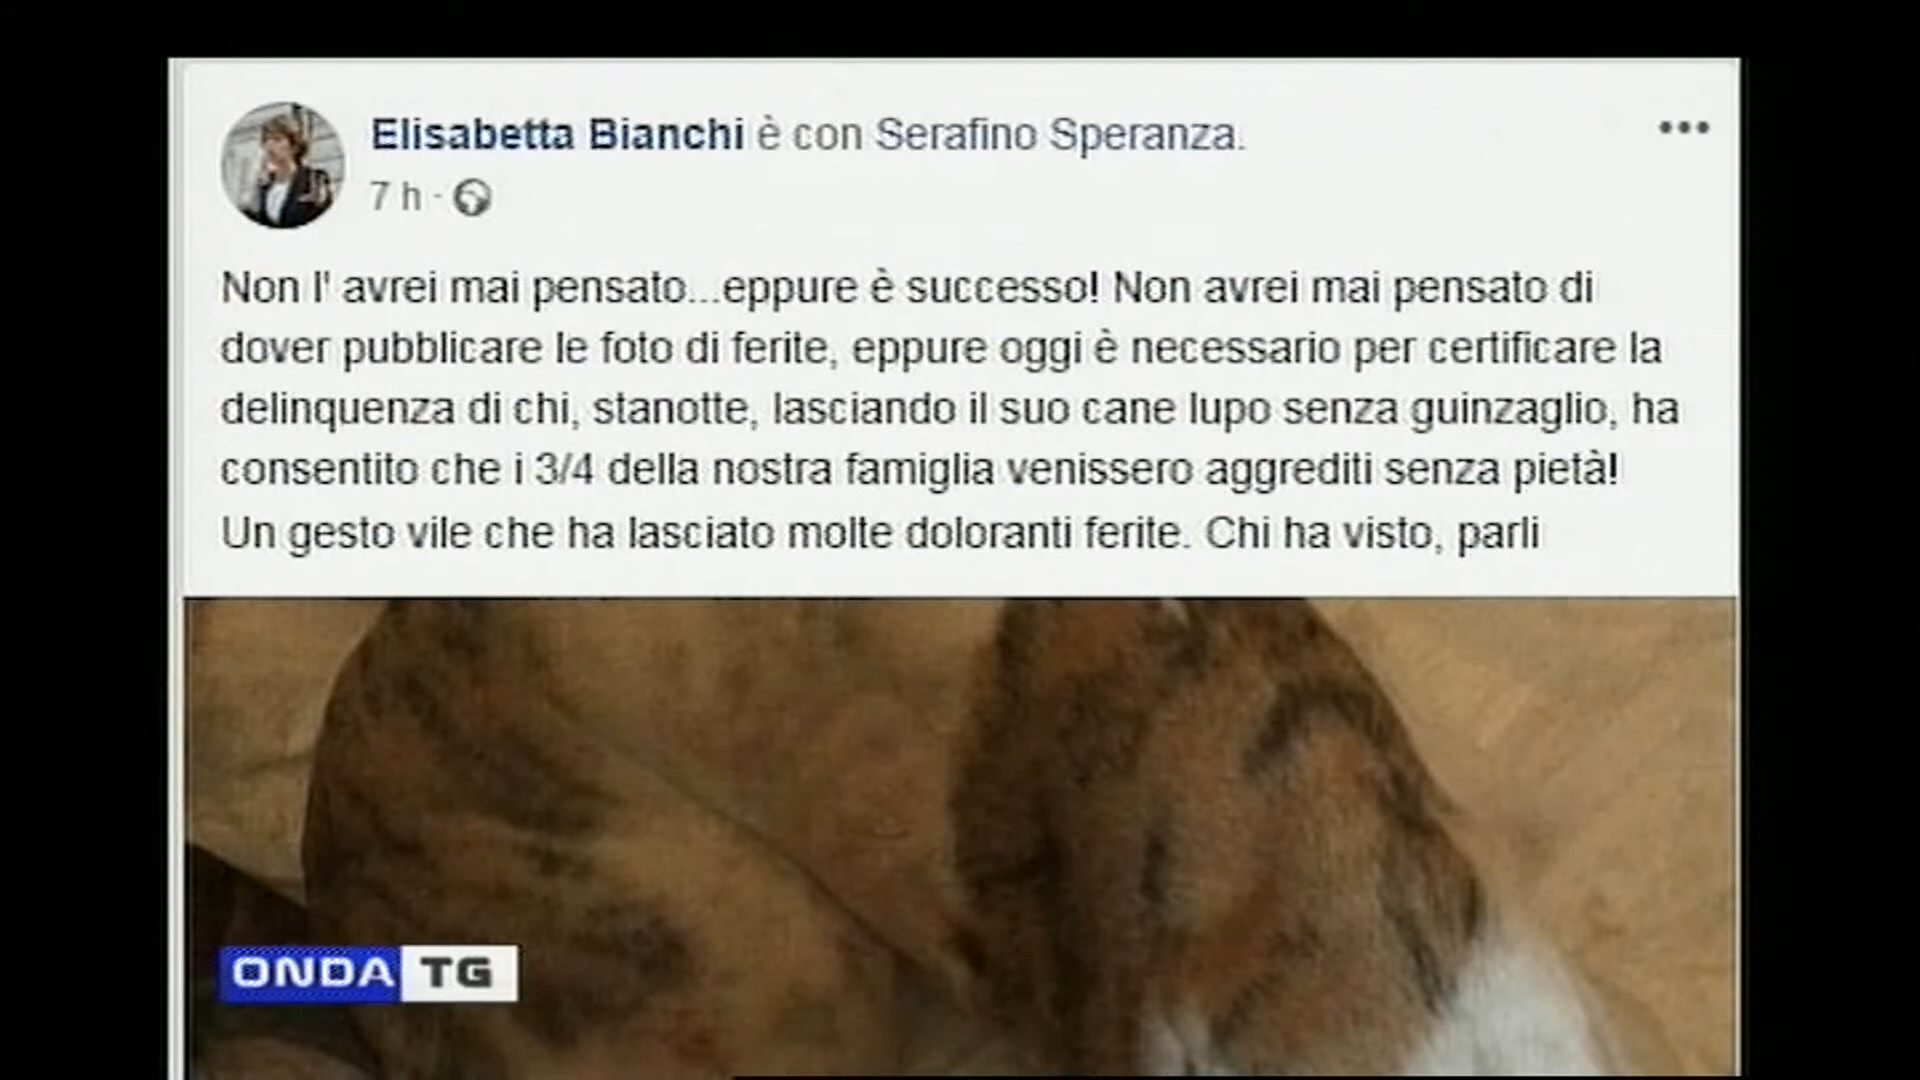 Elisabetta Bianchi è con Serafino Speranza.
7 h ·
Non l' avrei mai pensato...eppure è successo! Non avrei mai pensato di
dover pubblicare le foto di ferite, eppure oggi è necessario per certificare la
delinquenza di chi, stanotte, lasciando il suo cane lupo senza guinzaglio, ha
consentito che i 3/4 della nostra famiglia venissero aggrediti senza pietà!
Un gesto vile che ha lasciato molte doloranti ferite. Chi ha visto, parli
ONDA TG